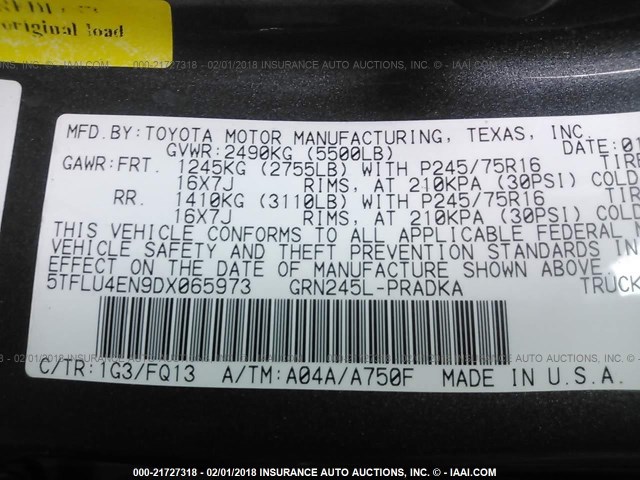 original load
000-21727318 - 02/01/2018 INSURANCE AUTO AUCTIONS, INC. © - IAAI.COM
MFD.BY:TOYOTA MOTOR MANUFACTURING, TEXAS, INC.
GVWR:2490KG (5500LB) DATE:01
GAWR:FRT. 1245KG (2755LB) WITH P245/75R16 TIRE
16X7J RIMS, AT 210KPA (30PSI) COLD
RR. 1410KG (3110LB) WITH P245/75R16 TIRE
16X7J RIMS, AT 210KPA (30PSI) COLD
THIS VEHICLE CONFORMS TO ALL APPLICABLE FEDERAL M
VEHICLE SAFETY AND THEFT PREVENTION STANDARDS IN
EFFECT ON THE DATE OF MANUFACTURE SHOWN ABOVE.
5TFLU4EN9DX065973 GRN245L-PRADKA TRUCK
C/TR:1G3/FQ13 A/TM:A04A/A750F MADE IN U.S.A.
000-21727318 - 02/01/2018 INSURANCE AUTO AUCTIONS, INC. © - IAAI.COM